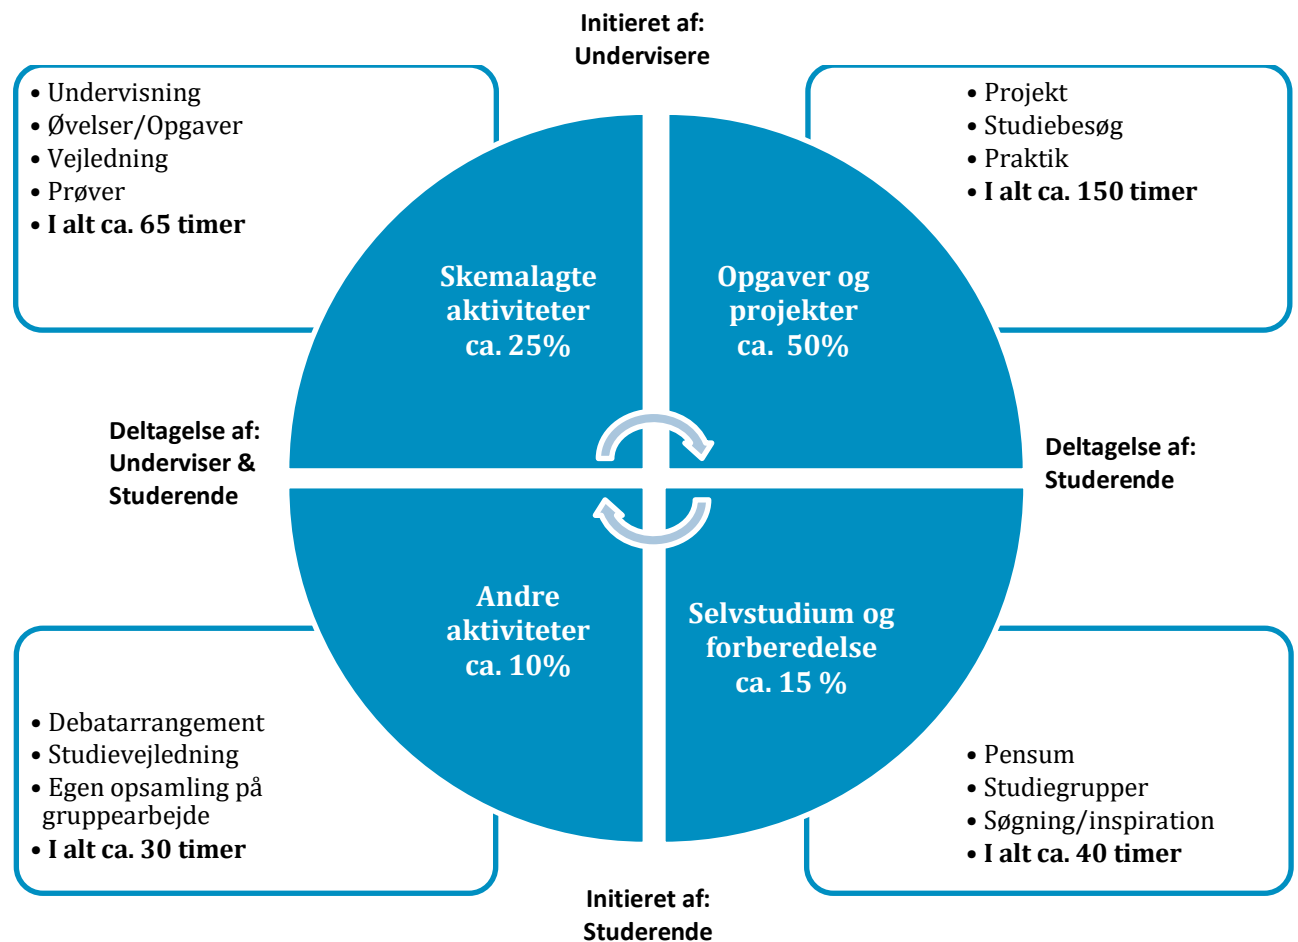 Initieret af:
Undervisere
• Undervisning
• Øvelser/Opgaver
• Vejledning
• Prøver
• I alt ca. 65 timer
• Projekt
• Studiebesøg
• Praktik
• I alt ca. 150 timer
Skemalagte
aktiviteter
ca. 25%
Opgaver og
projekter
ca.  50%
Deltagelse af:
Underviser &
Studerende
Deltagelse af:
Studerende
Andre
aktiviteter
ca. 10%
Selvstudium og
forberedelse
ca. 15 %
• Debatarrangement
• Studievejledning
• Egen opsamling på
gruppearbejde
• I alt ca. 30 timer
• Pensum
• Studiegrupper
• Søgning/inspiration
• I alt ca. 40 timer
Initieret af:
Studerende